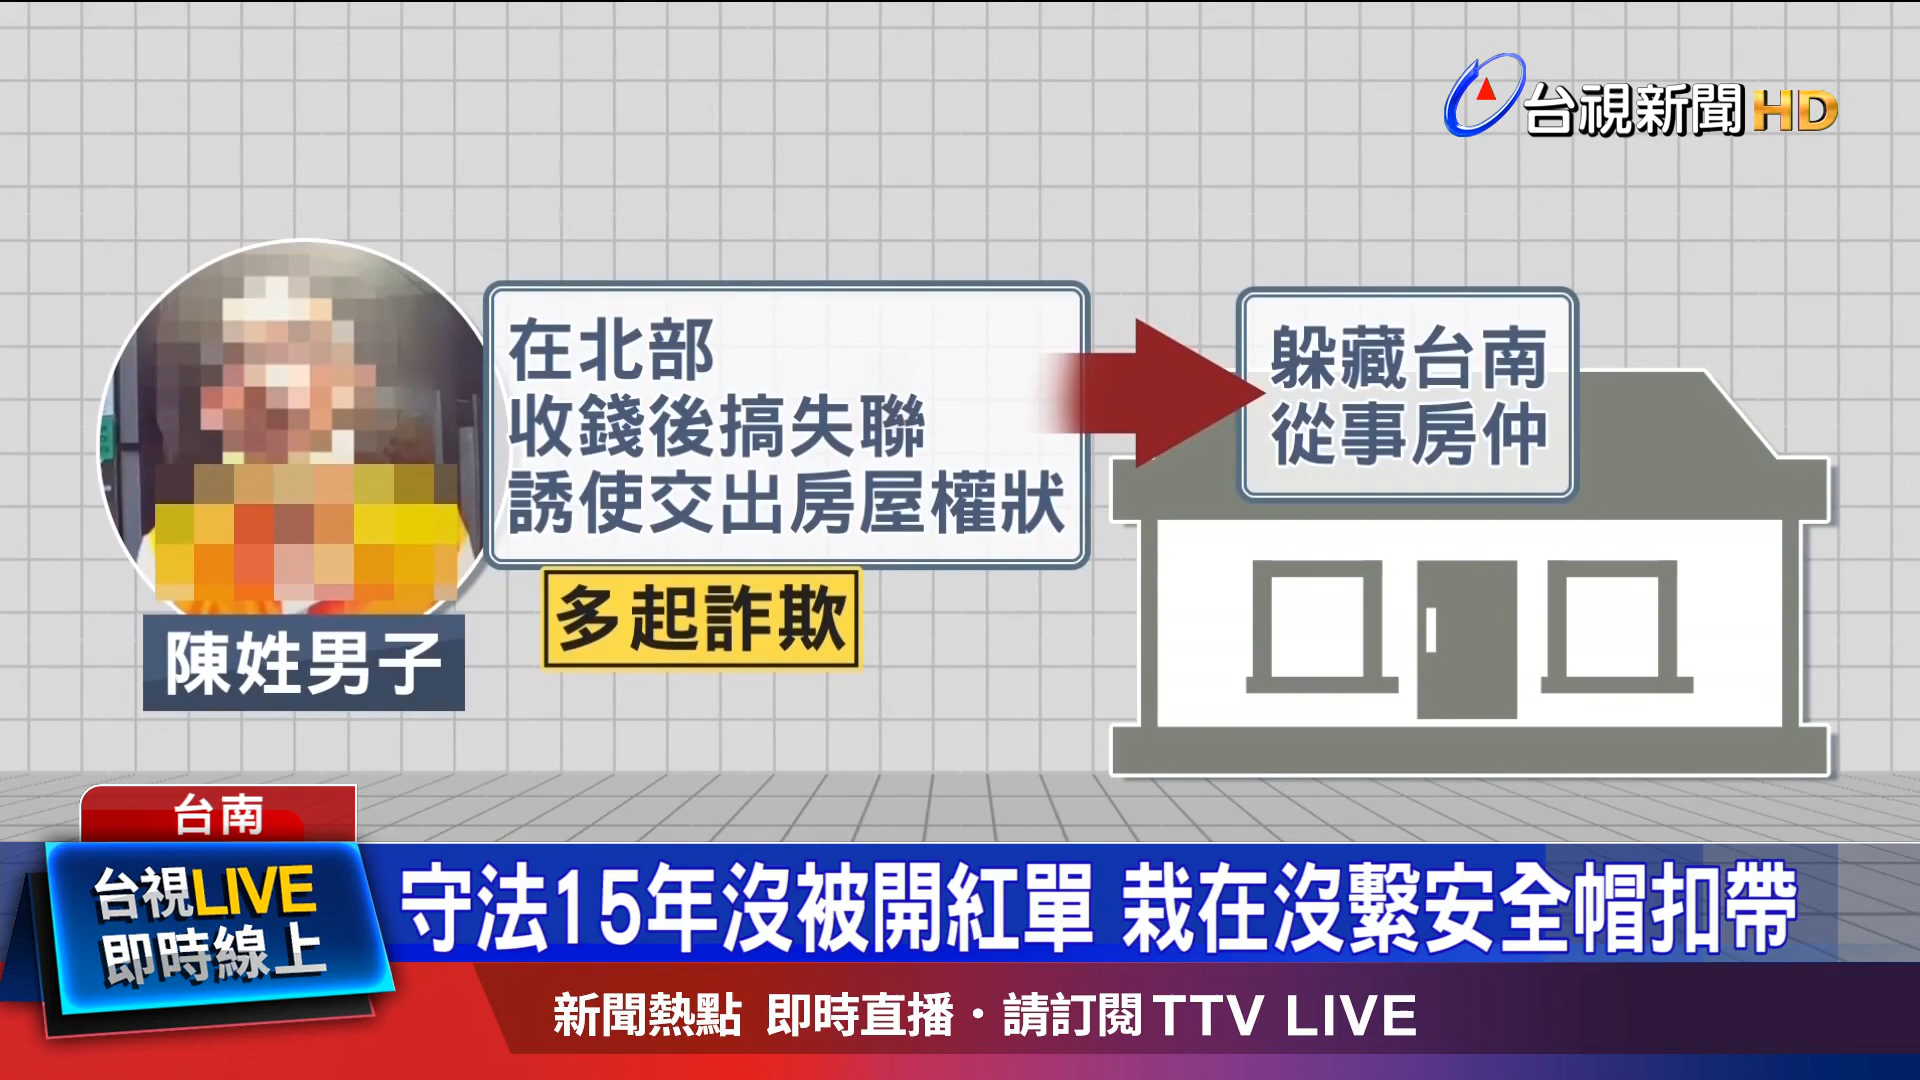 台視新聞HD
在北部
收錢後搞失聯
誘使交出房屋權狀
多起詐欺
躲藏台南
從事房仲
陳姓男子
台南
台視LIVE
即時線上
守法15年沒被開紅單 栽在沒繫安全帽扣帶
新聞熱點 即時直播・請訂閱TTV LIVE